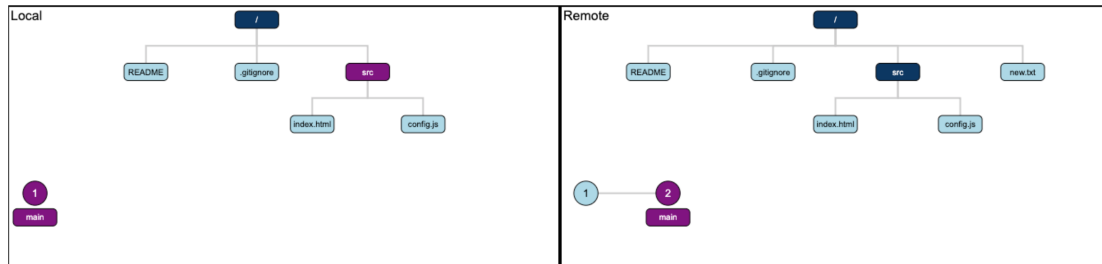 Local
/
README
.gitignore
src
index.html
config.js
1
main
Remote
/
README
.gitignore
src
new.txt
index.html
config.js
1
2
main